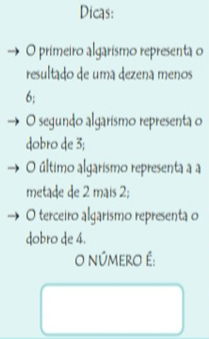 Dicas:
→ O primeiro algarismo representa o
resultado de uma dezena menos
6;
→ O segundo algarismo representa o
dobro de 3;
→ O último algarismo representa a a
metade de 2 mais 2;
→ O terceiro algarismo representa o
dobro de 4.
O NÚMERO É: